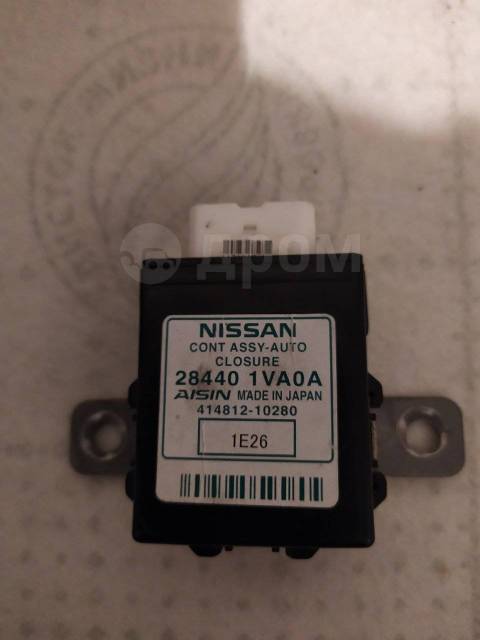 дром
NISSAN
CONT ASSY-AUTO
CLOSURE
28440 1VA0A
AISIN MADE IN JAPAN
414812-10280
1E26